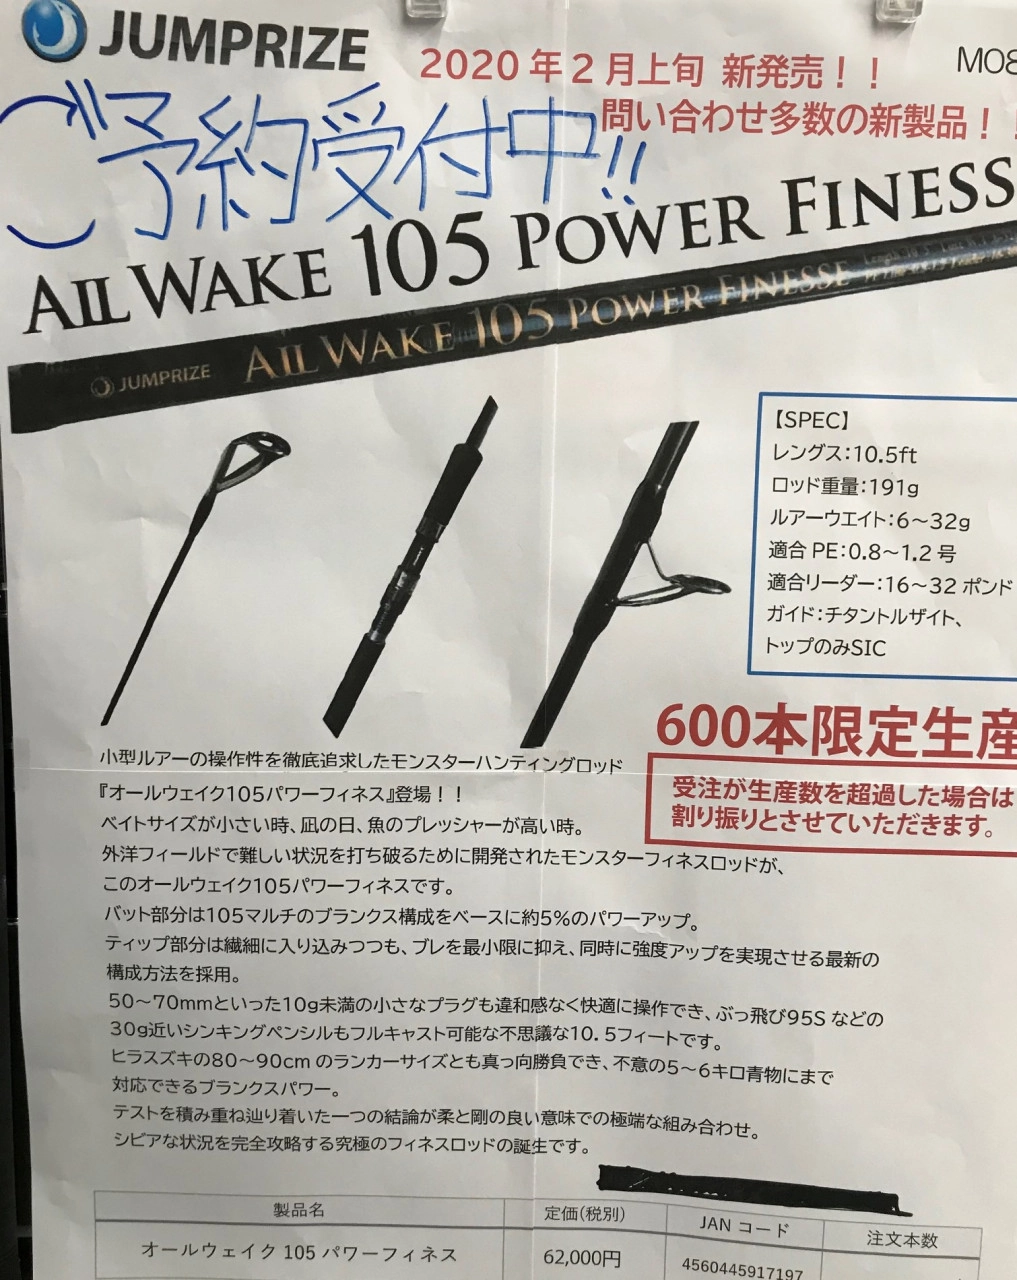 JUMPRIZE
2020年2月上旬 新発売！！
問い合わせ多数の新製品！！
ご予約受付中!!
AllWAKE 105 POWER FINESS
JUMPRIZE AllWAKE 105 POWER FINESSE
【SPEC】
レングス:10.5ft
ロッド重量:191g
ルアーウエイト:6～32g
適合PE:0.8～1.2号
適合リーダー:16～32ポンド
ガイド:チタントルザイト、
トップのみSIC
600本限定生産
受注が生産数を超過した場合は
割り振りとさせていただきます。
小型ルアーの操作性を徹底追求したモンスターハンティングロッド
『オールウェイク105パワーフィネス』登場！！
ベイトサイズが小さい時、凪の日、魚のプレッシャーが高い時。
外洋フィールドで難しい状況を打ち破るために開発されたモンスターフィネスロッドが、
このオールウェイク105パワーフィネスです。
バット部分は105マルチのブランクス構成をベースに約5%のパワーアップ。
ティップ部分は繊細に入り込みつつも、ブレを最小限に抑え、同時に強度アップを実現させる最新の
構成方法を採用。
50～70mmといった10g未満の小さなプラグも違和感なく快適に操作でき、ぶっ飛び95Sなどの
30g近いシンキングペンシルもフルキャスト可能な不思議な10.5フィートです。
ヒラスズキの80～90cmのランカーサイズとも真っ向勝負でき、不意の5～6キロ青物にまで
対応できるブランクスパワー。
テストを積み重ね辿り着いた一つの結論が柔と剛の良い意味での極端な組み合わせ。
シビアな状況を完全攻略する究極のフィネスロッドの誕生です。
製品名 定価(税別) JANコード 注文本数
オールウェイク105パワーフィネス 62,000円 4560445917197